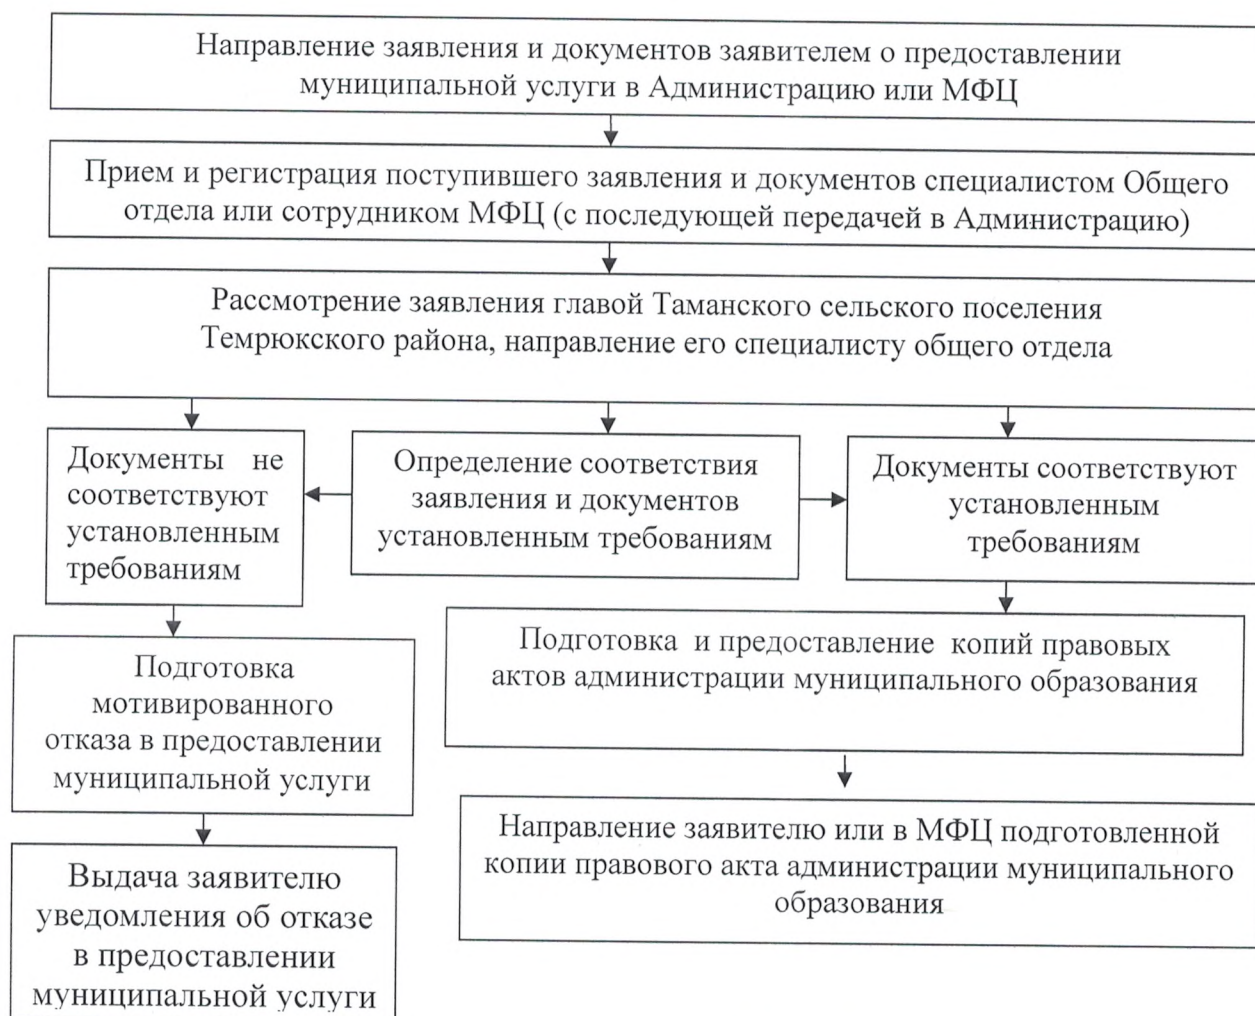 Направление заявления и документов заявителем о предоставлении
муниципальной услуги в Администрацию или МФЦ
Прием и регистрация поступившего заявления и документов специалистом Общего
отдела или сотрудником МФЦ (с последующей передачей в Администрацию)
Рассмотрение заявления главой Таманского сельского поселения
Темрюкского района, направление его специалисту общего отдела
Документы не
соответствуют
установленным
требованиям
Определение соответствия
заявления и документов
установленным требованиям
Документы соответствуют
установленным
требованиям
Подготовка
мотивированного
отказа в предоставлении
муниципальной услуги
Подготовка и предоставление копий правовых
актов администрации муниципального образования
Выдача заявителю
уведомления об отказе
в предоставлении
муниципальной услуги
Направление заявителю или в МФЦ подготовленной
копии правового акта администрации муниципального
образования